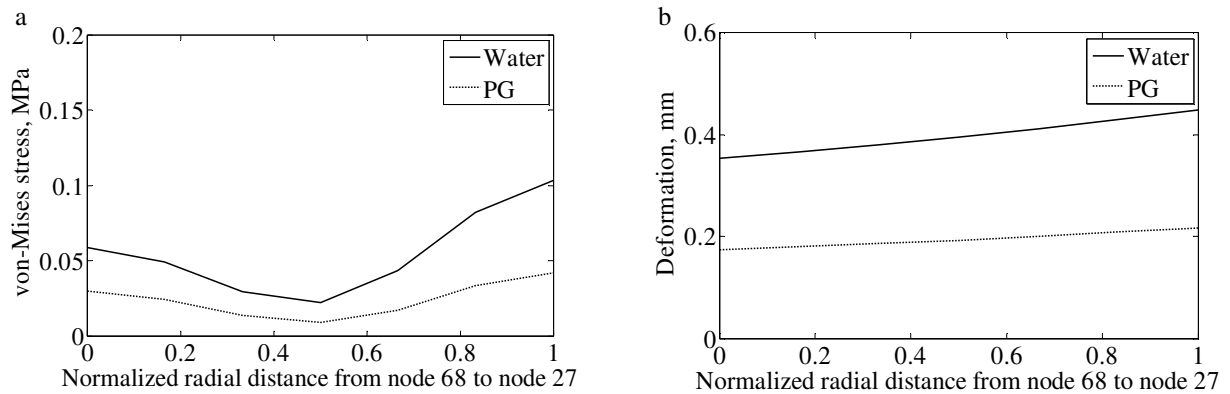 a
0.2
0.15
0.1
0.05
0
von-Mises stress, MPa
Water
PG
0 0.2 0.4 0.6 0.8 1
Normalized radial distance from node 68 to node 27
b
0.6
0.4
0.2
0
Deformation, mm
Water
PG
0 0.2 0.4 0.6 0.8 1
Normalized radial distance from node 68 to node 27